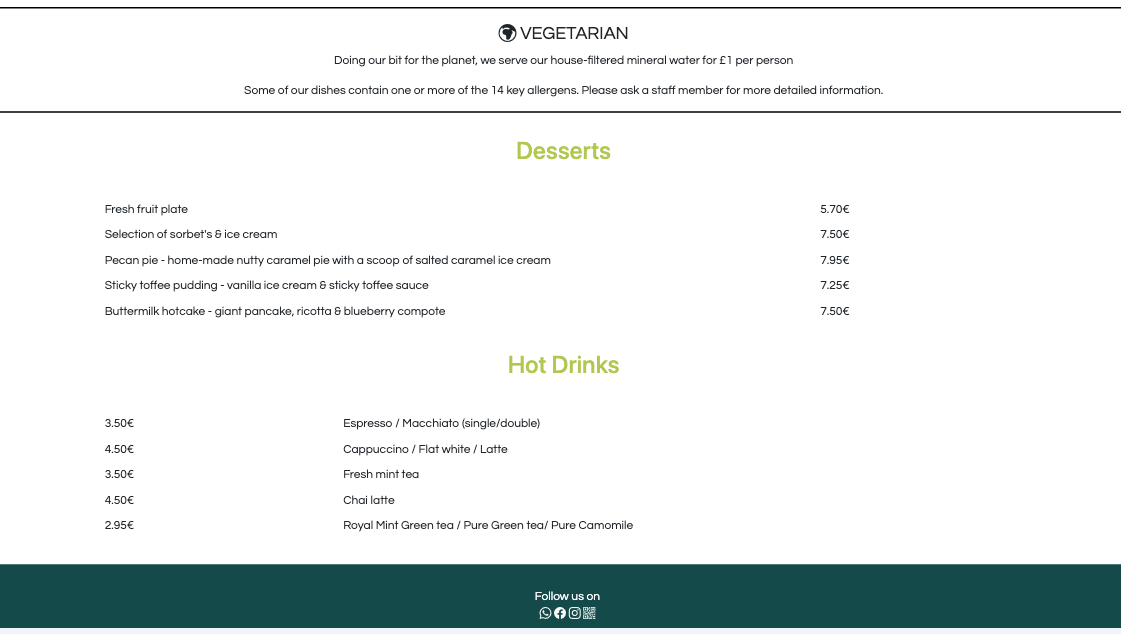 VEGETARIAN
Doing our bit for the planet, we serve our house-filtered mineral water for £1 per person
Some of our dishes contain one or more of the 14 key allergens. Please ask a staff member for more detailed information.
Desserts
Fresh fruit plate 5.70€
Selection of sorbet's & ice cream 7.50€
Pecan pie - home-made nutty caramel pie with a scoop of salted caramel ice cream 7.95€
Sticky toffee pudding - vanilla ice cream & sticky toffee sauce 7.25€
Buttermilk hotcake - giant pancake, ricotta & blueberry compote 7.50€
Hot Drinks
3.50€ Espresso / Macchiato (single/double)
4.50€ Cappuccino / Flat white / Latte
3.50€ Fresh mint tea
4.50€ Chai latte
2.95€ Royal Mint Green tea / Pure Green tea/ Pure Camomile
Follow us on